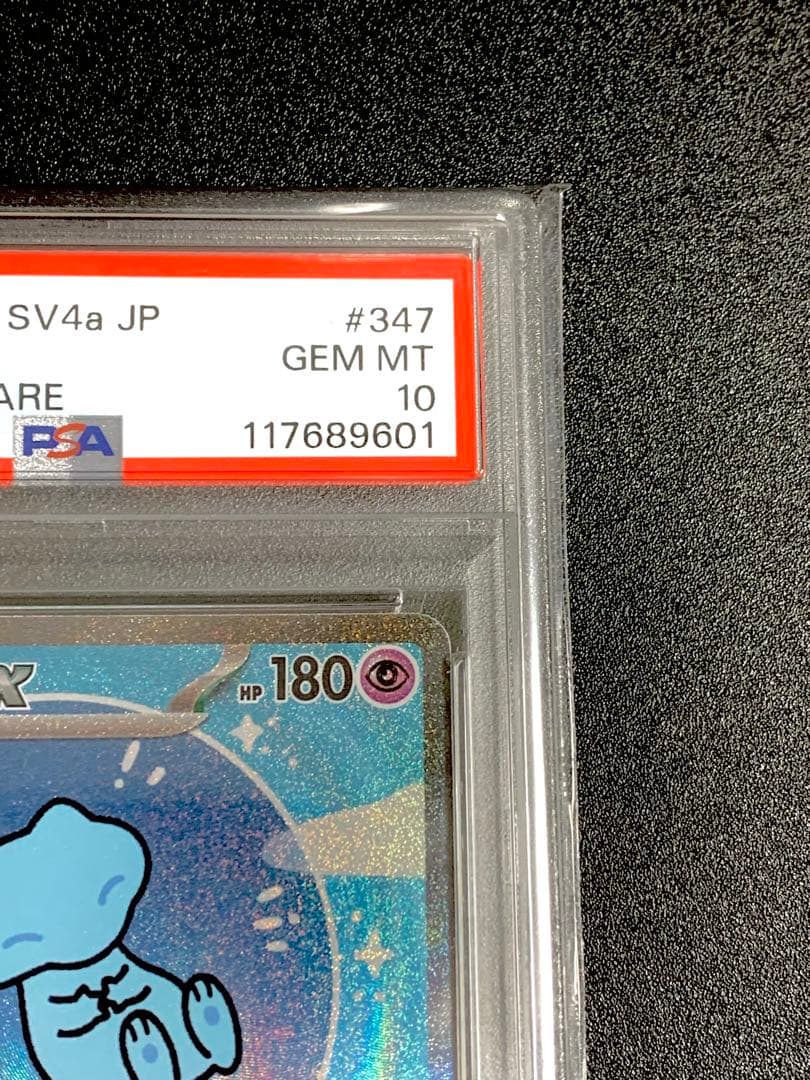 SV4a JP #347
GEM MT
ARE 10
PSA 117689601
x HP 180